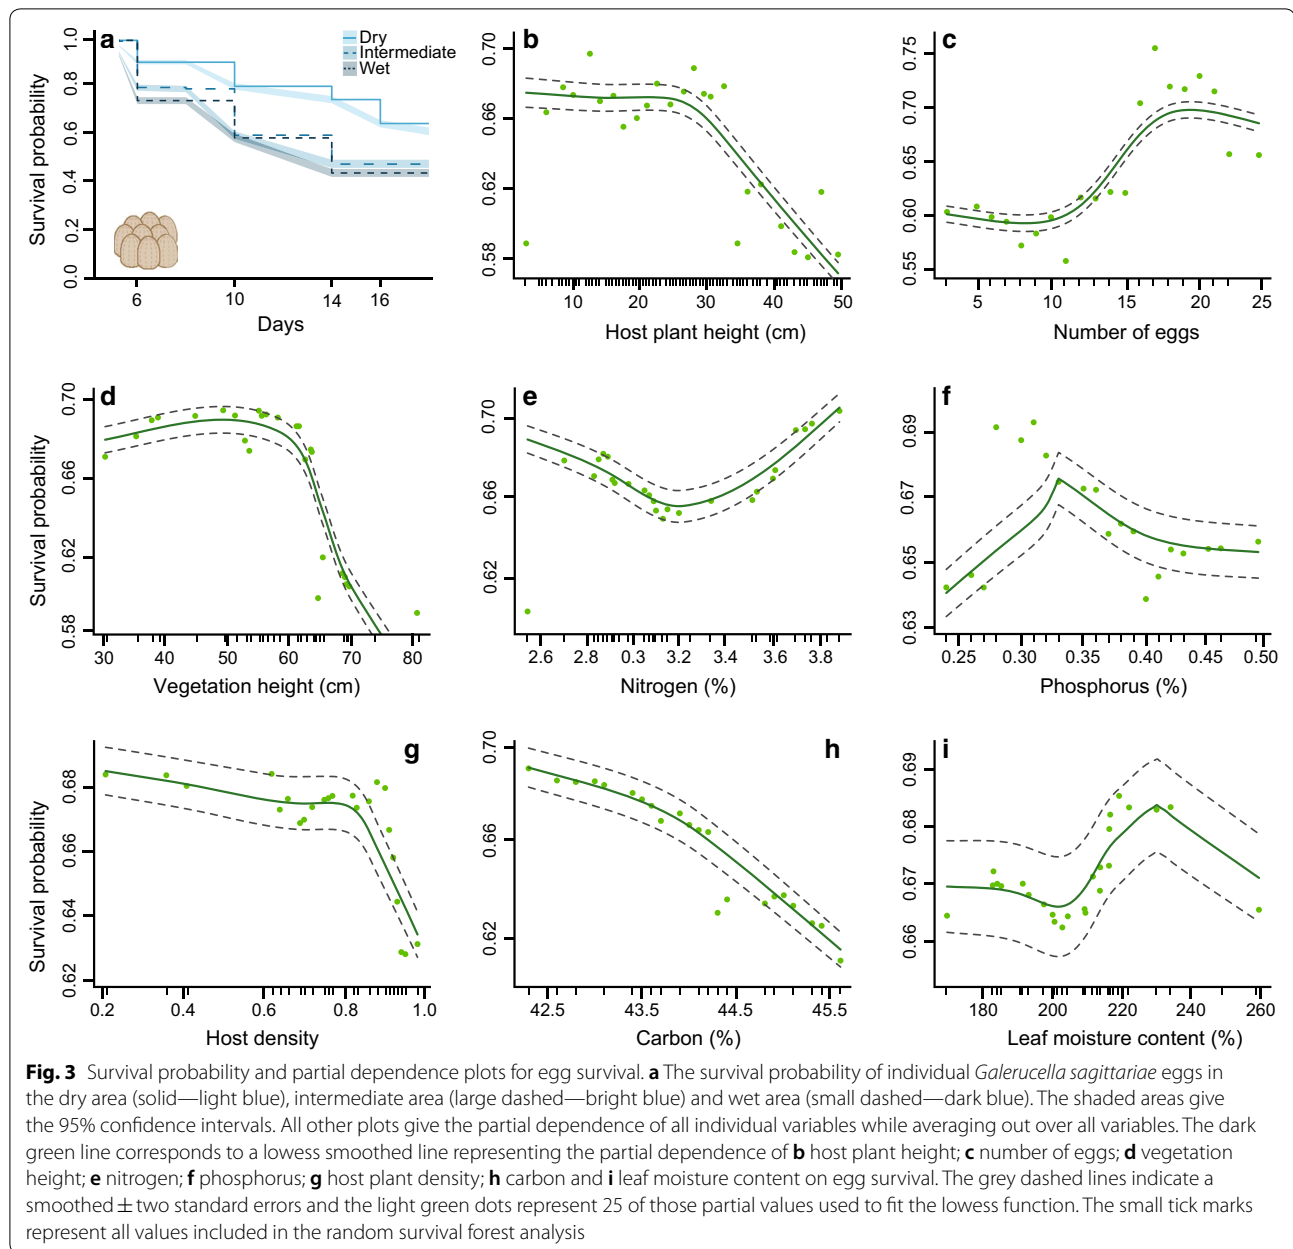 a
Dry
Intermediate
Wet
Survival probability
1.0
0.8
0.6
0.4
0.2
0.0
6
10
14
16
Days
b
0.70
0.66
0.62
0.58
10
20
30
40
50
Host plant height (cm)
c
0.75
0.70
0.65
0.60
0.55
5
10
15
20
25
Number of eggs
d
Survival probability
0.70
0.66
0.62
0.58
30
40
50
60
70
80
Vegetation height (cm)
e
0.70
0.66
0.62
2.6
2.8
0.3
3.2
3.4
3.6
3.8
Nitrogen (%)
f
0.69
0.67
0.65
0.63
0.25
0.30
0.35
0.40
0.45
0.50
Phosphorus (%)
g
Survival probability
0.68
0.66
0.64
0.62
0.2
0.4
0.6
0.8
1.0
Host density
h
0.70
0.66
0.62
42.5
43.5
44.5
45.5
Carbon (%)
i
0.69
0.68
0.67
0.66
180
200
220
240
260
Leaf moisture content (%)
Fig. 3 Survival probability and partial dependence plots for egg survival. a The survival probability of individual Galerucella sagittariae eggs in
the dry area (solid—light blue), intermediate area (large dashed—bright blue) and wet area (small dashed—dark blue). The shaded areas give
the 95% confidence intervals. All other plots give the partial dependence of all individual variables while averaging out over all variables. The dark
green line corresponds to a lowess smoothed line representing the partial dependence of b host plant height; c number of eggs; d vegetation
height; e nitrogen; f phosphorus; g host plant density; h carbon and i leaf moisture content on egg survival. The grey dashed lines indicate a
smoothed ± two standard errors and the light green dots represent 25 of those partial values used to fit the lowess function. The small tick marks
represent all values included in the random survival forest analysis